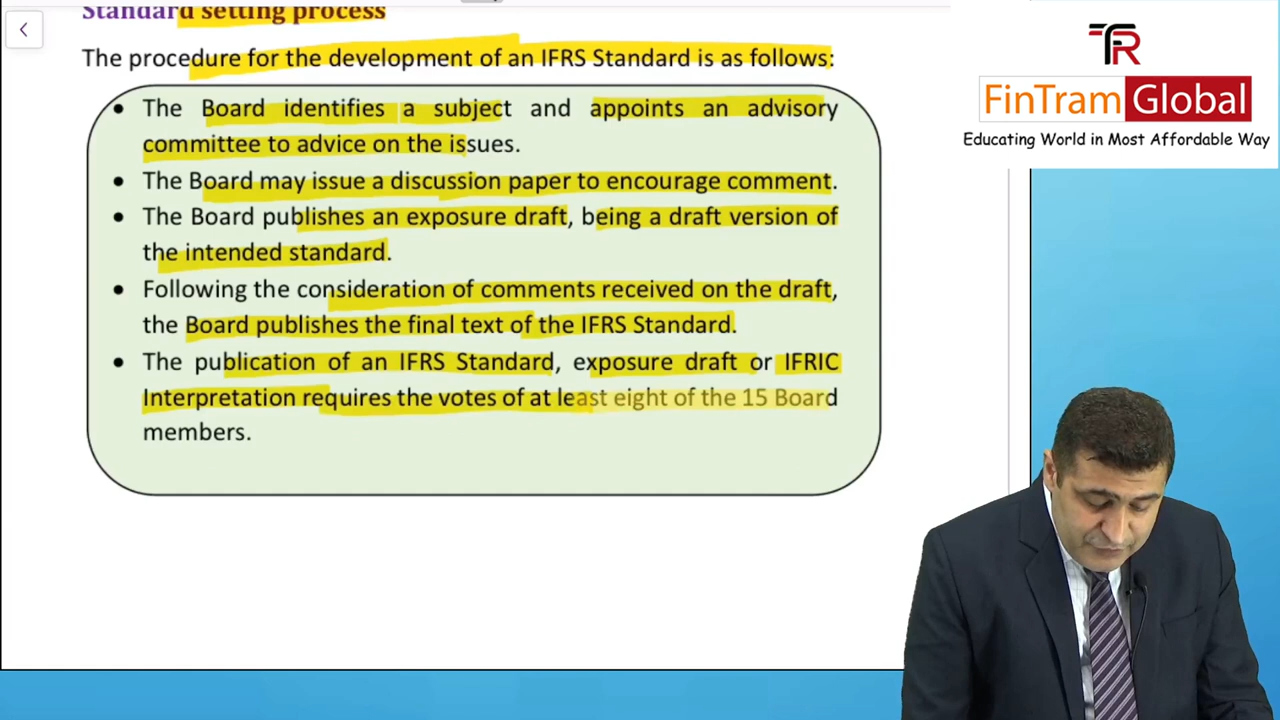 Standard setting process
The procedure for the development of an IFRS Standard is as follows:
• The Board identifies a subject and appoints an advisory
committee to advice on the issues.
• The Board may issue a discussion paper to encourage comment.
• The Board publishes an exposure draft, being a draft version of
the intended standard.
• Following the consideration of comments received on the draft,
the Board publishes the final text of the IFRS Standard.
• The publication of an IFRS Standard, exposure draft or IFRIC
Interpretation requires the votes of at least eight of the 15 Board
members.
TR
FinTram Global
Educating World in Most Affordable Way